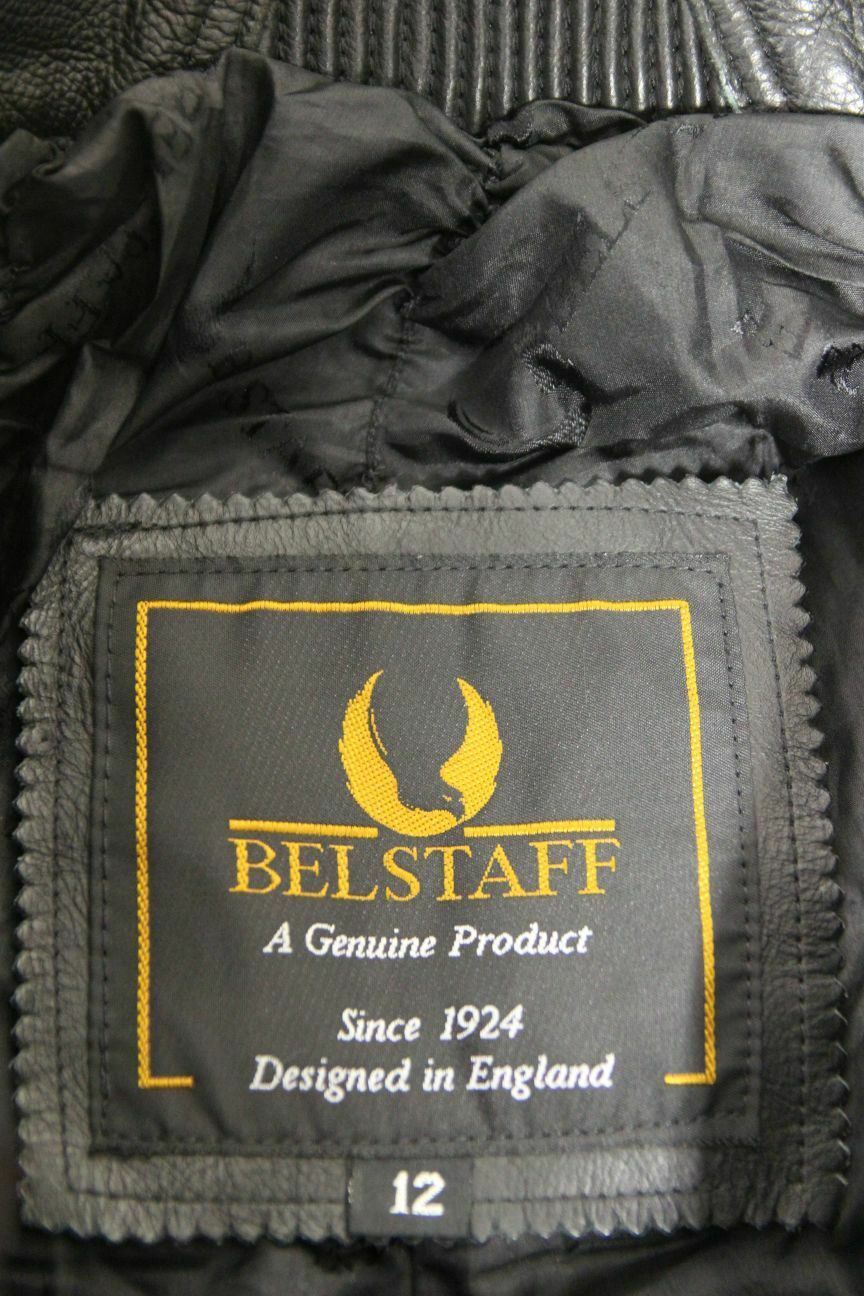 BELSTAFF
A Genuine Product
Since 1924
Designed in England
12